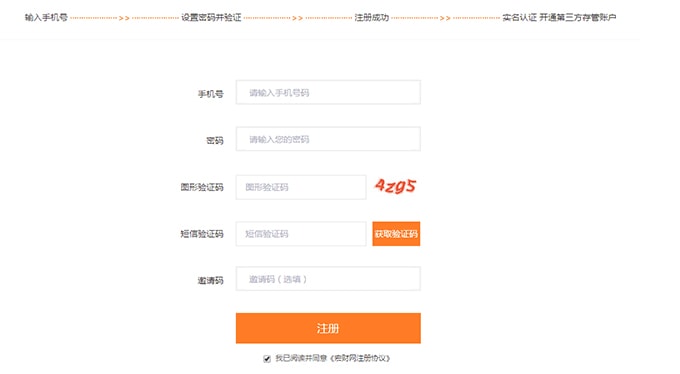 输入手机号 >> 设置密码并验证 >> 注册成功 >> 实名认证 开通第三方存管账户
手机号 请输入手机号码
密码 请输入您的密码
图形验证码 图形验证码 4zg5
短信验证码 短信验证码 获取验证码
邀请码 邀请码（选填）
注册
我已阅读并同意《宏财网注册协议》